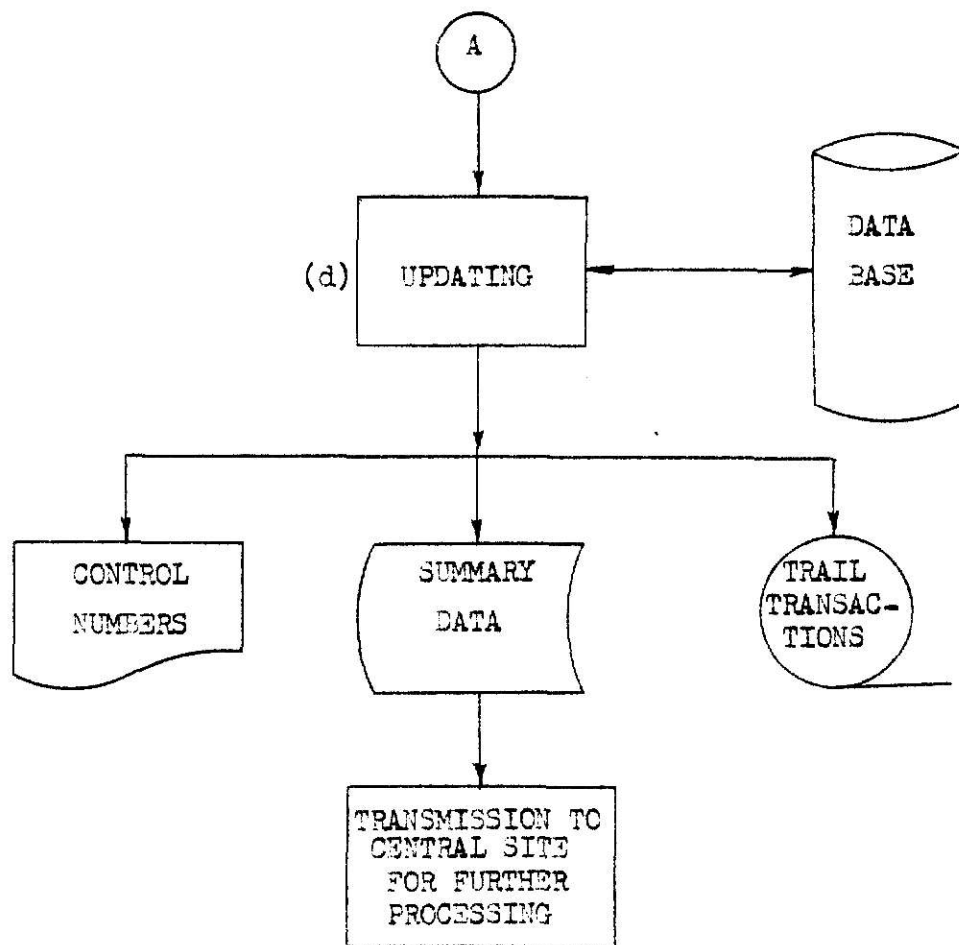 A
DATA
BASE
(d)
UPDATING
CONTROL
NUMBERS
SUMMARY
DATA
TRAIL
TRANSAC-
TIONS
TRANSMISSION TO
CENTRAL SITE
FOR FURTHER
PROCESSING